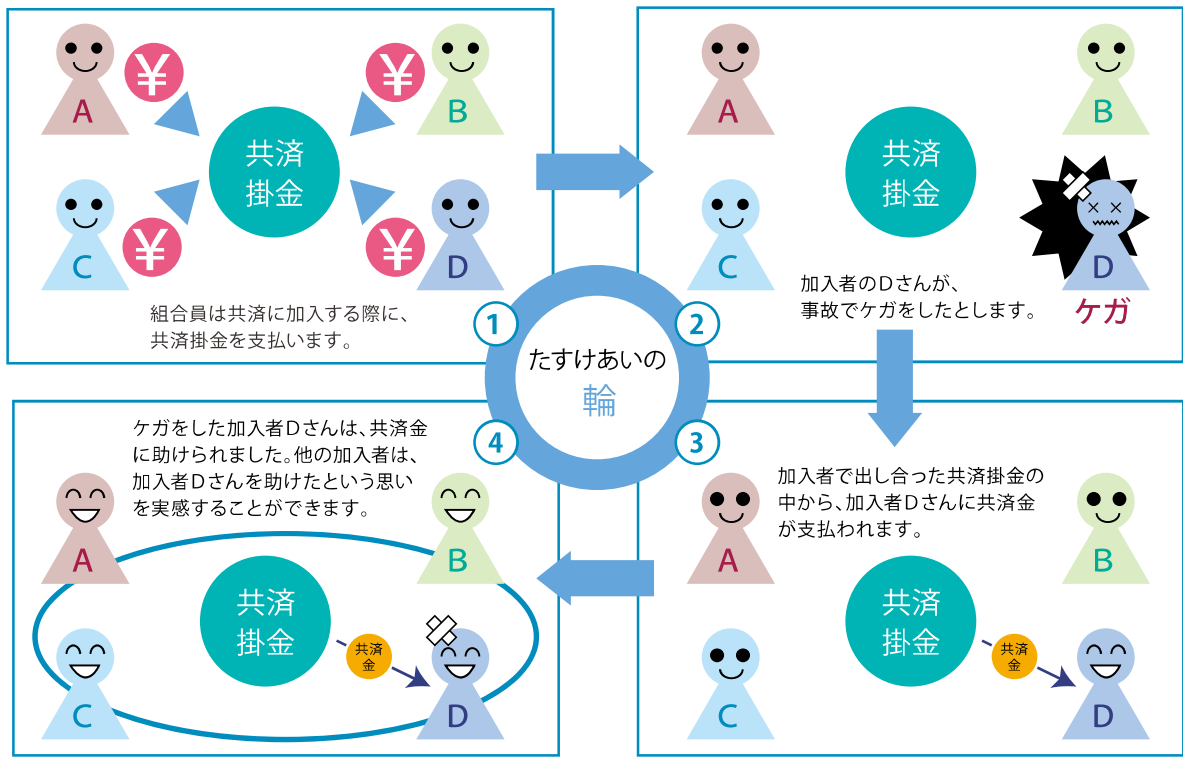 A
¥
¥
B
共済
掛金
C
¥
¥
D
組合員は共済に加入する際に、
共済掛金を支払います。
1
A
B
共済
掛金
C
D
加入者のDさんが、
事故でケガをしたとします。
ケガ
2
たすけあいの
輪
3
加入者で出し合った共済掛金の
中から、加入者Dさんに共済金
が支払われます。
A
B
共済
掛金
共済
金
C
D
4
ケガをした加入者Dさんは、共済金
に助けられました。他の加入者は、
加入者Dさんを助けたという思い
を実感することができます。
A
B
共済
掛金
共済
金
C
D